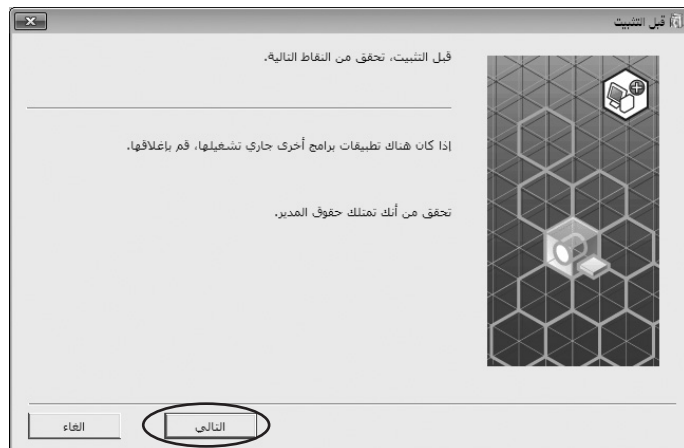 قبل التثبيت
قبل التثبيت، تحقق من النقاط التالية.
إذا كان هناك تطبيقات برامج أخرى جاري تشغيلها، قم بإغلاقها.
تحقق من أنك تمتلك حقوق المدير.
التالي
الغاء